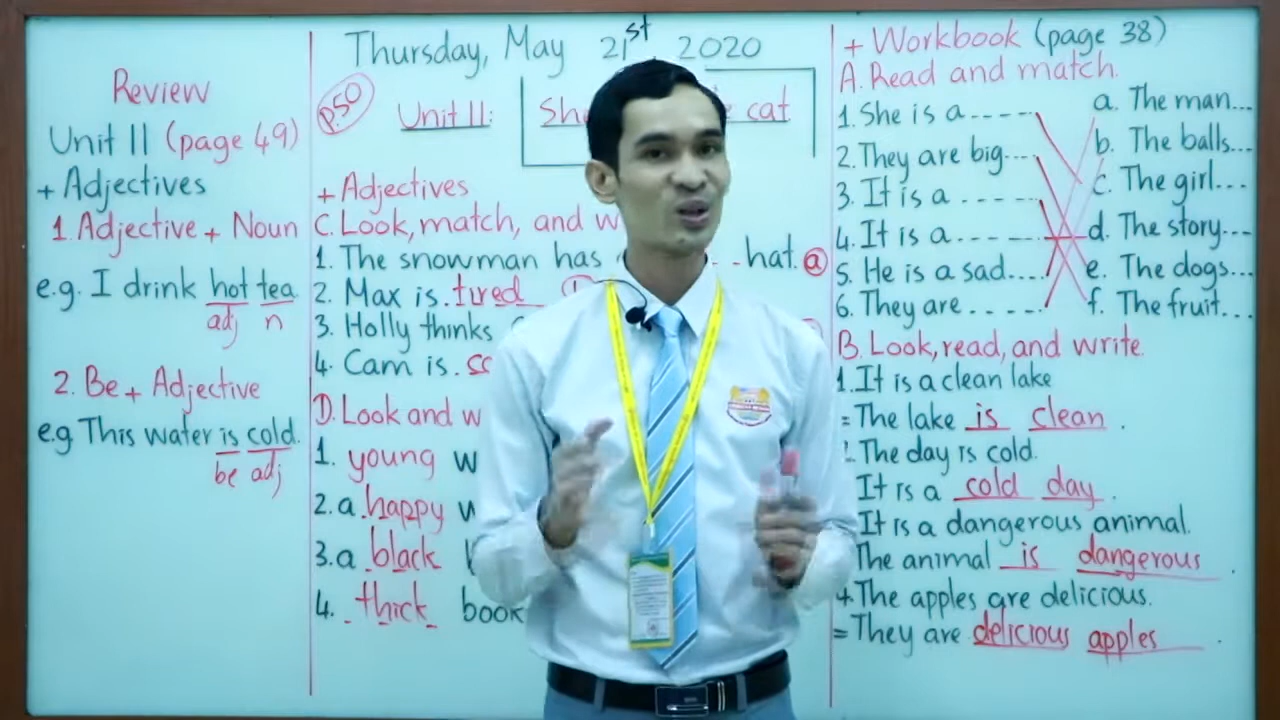 Review
Unit 11 (page 49)
+ Adjectives
1. Adjective + Noun
e.g. I drink hot tea
adj n
2. Be + Adjective
e.g This water is cold.
be adj
Thursday, May 21st 2020
P.50
Unit 11: She cat
+ Adjectives
C. Look, match, and w
1. The snowman has hat. a
2. Max is tired
3. Holly thinks
4. Cam is
D. Look and w
1. young w
2. a happy w
3. a black
4. thick book
+ Workbook (page 38)
A. Read and match.
1. She is a ----
2. They are big...
3. It is a ----
4. It is a ----
5. He is a sad....
6. They are -----
a. The man...
b. The balls...
c. The girl...
d. The story...
e. The dogs...
f. The fruit...
B. Look, read, and write.
1. It is a clean lake
= The lake is clean.
2. The day is cold.
It is a cold day.
It is a dangerous animal.
The animal is dangerous.
4. The apples are delicious.
= They are delicious apples.